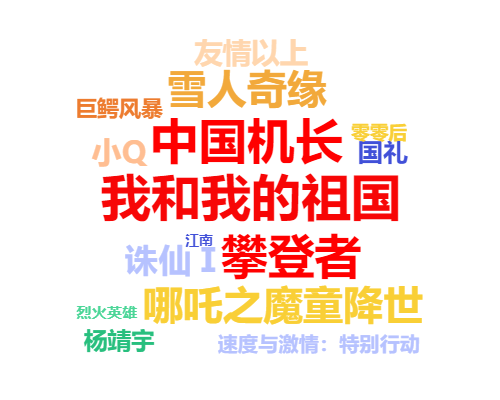 友情以上
雪人奇缘
巨鳄风暴
中国机长
零零后
小Q
国礼
我和我的祖国
江南
诛仙 I
攀登者
哪吒之魔童降世
烈火英雄
杨靖宇
速度与激情：特别行动